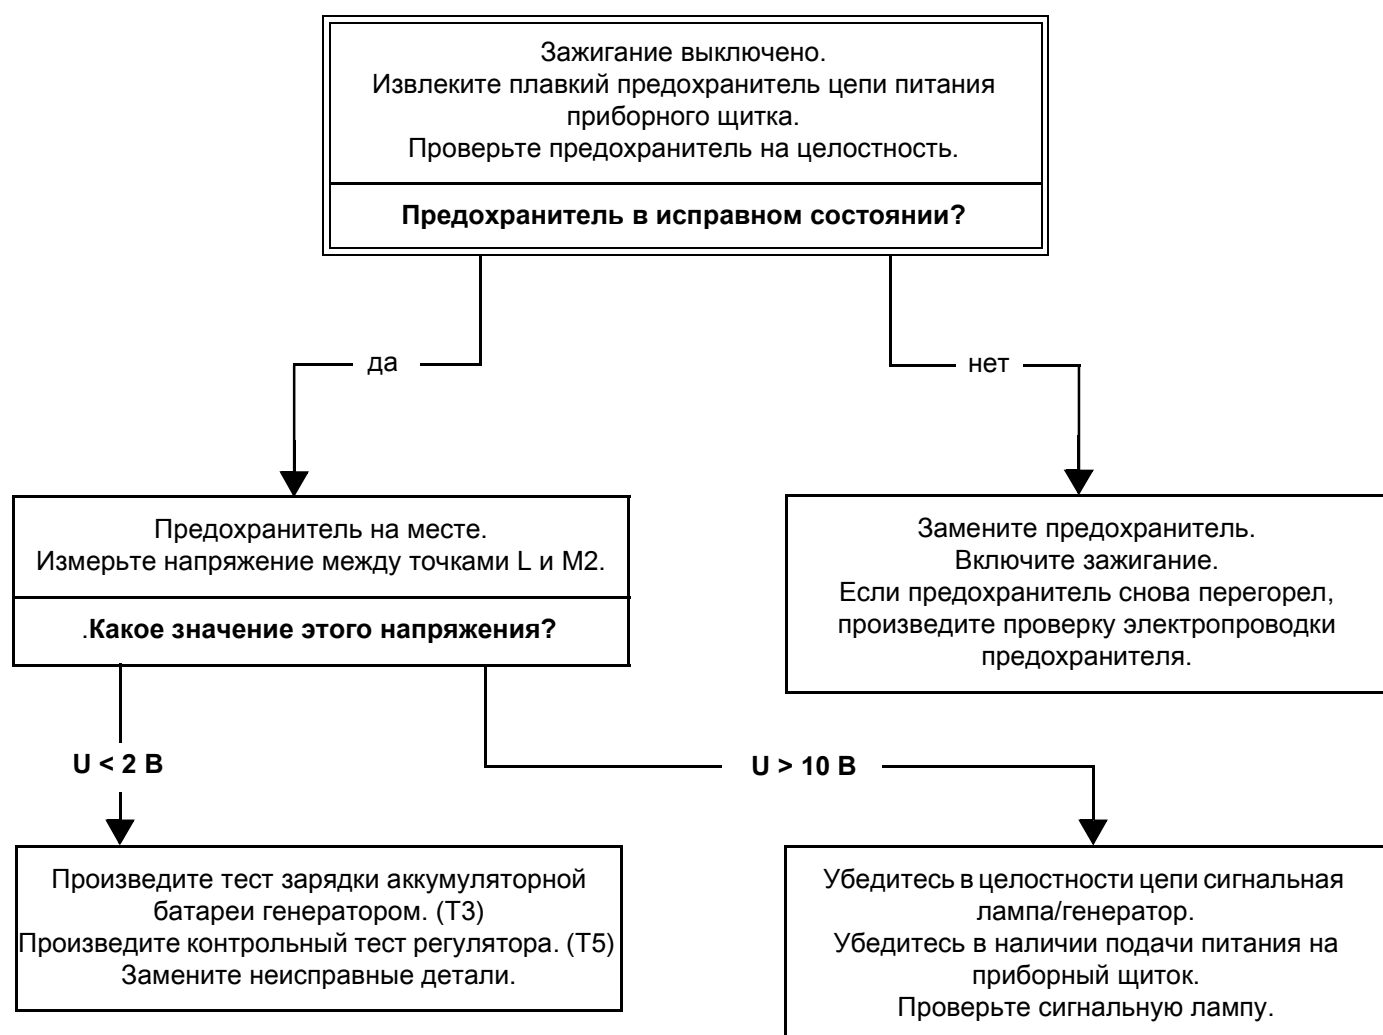 Зажигание выключено.
Извлеките плавкий предохранитель цепи питания
приборного щитка.
Проверьте предохранитель на целостность.
Предохранитель в исправном состоянии?
да
нет
Предохранитель на месте.
Измерьте напряжение между точками L и M2.
.Какое значение этого напряжения?
Замените предохранитель.
Включите зажигание.
Если предохранитель снова перегорел,
произведите проверку электропроводки
предохранителя.
U < 2 В
U > 10 В
Произведите тест зарядки аккумуляторной
батареи генератором. (Т3)
Произведите контрольный тест регулятора. (Т5)
Замените неисправные детали.
Убедитесь в целостности цепи сигнальная
лампа/генератор.
Убедитесь в наличии подачи питания на
приборный щиток.
Проверьте сигнальную лампу.